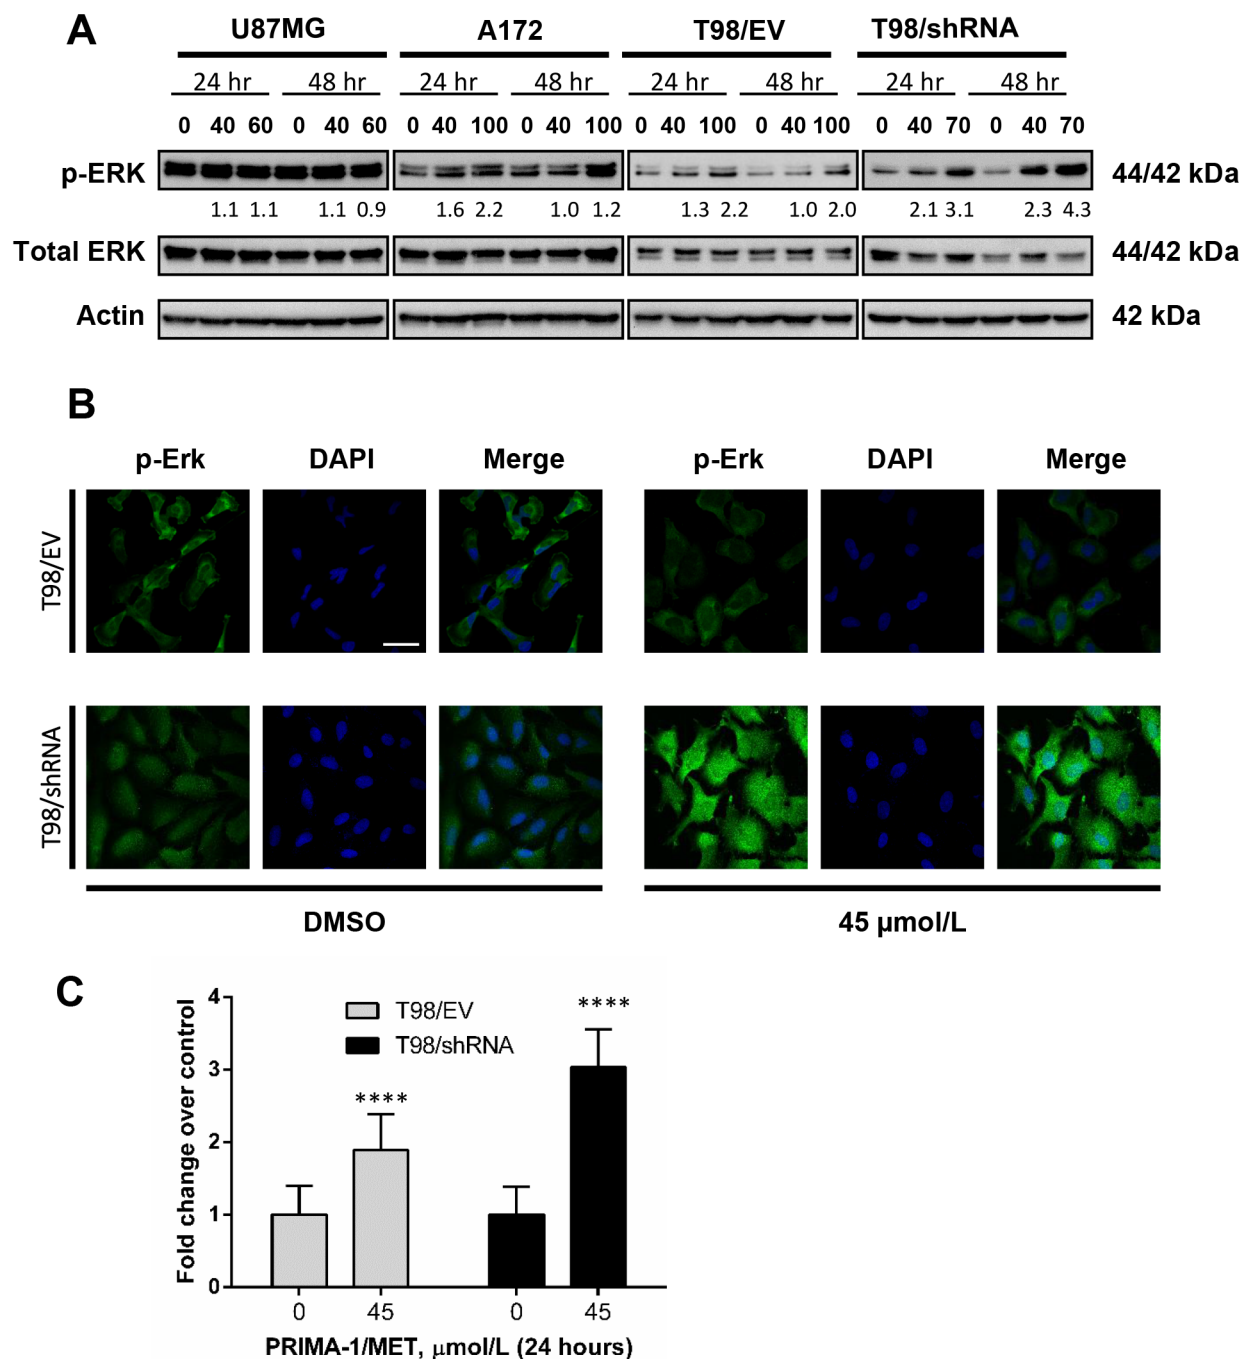 A
U87MG A172 T98/EV T98/shRNA
24 hr 48 hr 24 hr 48 hr 24 hr 48 hr 24 hr 48 hr
0 40 60 0 40 60 0 40 100 0 40 100 0 40 100 0 40 100 0 40 70 0 40 70
p-ERK 44/42 kDa
1.1 1.1 1.1 0.9 1.6 2.2 1.0 1.2 1.3 2.2 1.0 2.0 2.1 3.1 2.3 4.3
Total ERK 44/42 kDa
Actin 42 kDa
B
p-Erk DAPI Merge p-Erk DAPI Merge
T98/EV
T98/shRNA
DMSO 45 µmol/L
C
Fold change over control
4
3
2
1
0
T98/EV
T98/shRNA
****
****
0 45 0 45
PRIMA-1/MET, µmol/L (24 hours)